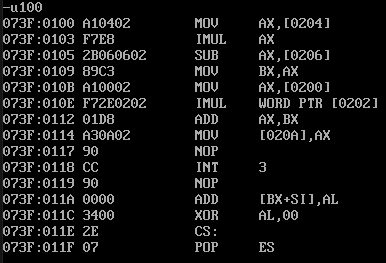 -u100
073F:0100 A10402        MOV     AX,[0204]
073F:0103 F7E8          IMUL    AX
073F:0105 2B060602      SUB     AX,[0206]
073F:0109 89C3          MOV     BX,AX
073F:010B A10002        MOV     AX,[0200]
073F:010E F72E0202      IMUL    WORD PTR [0202]
073F:0112 01D8          ADD     AX,BX
073F:0114 A30A02        MOV     [020A],AX
073F:0117 90            NOP
073F:0118 CC            INT     3
073F:0119 90            NOP
073F:011A 0000          ADD     [BX+SI],AL
073F:011C 3400          XOR     AL,00
073F:011E 2E            CS:
073F:011F 07            POP     ES